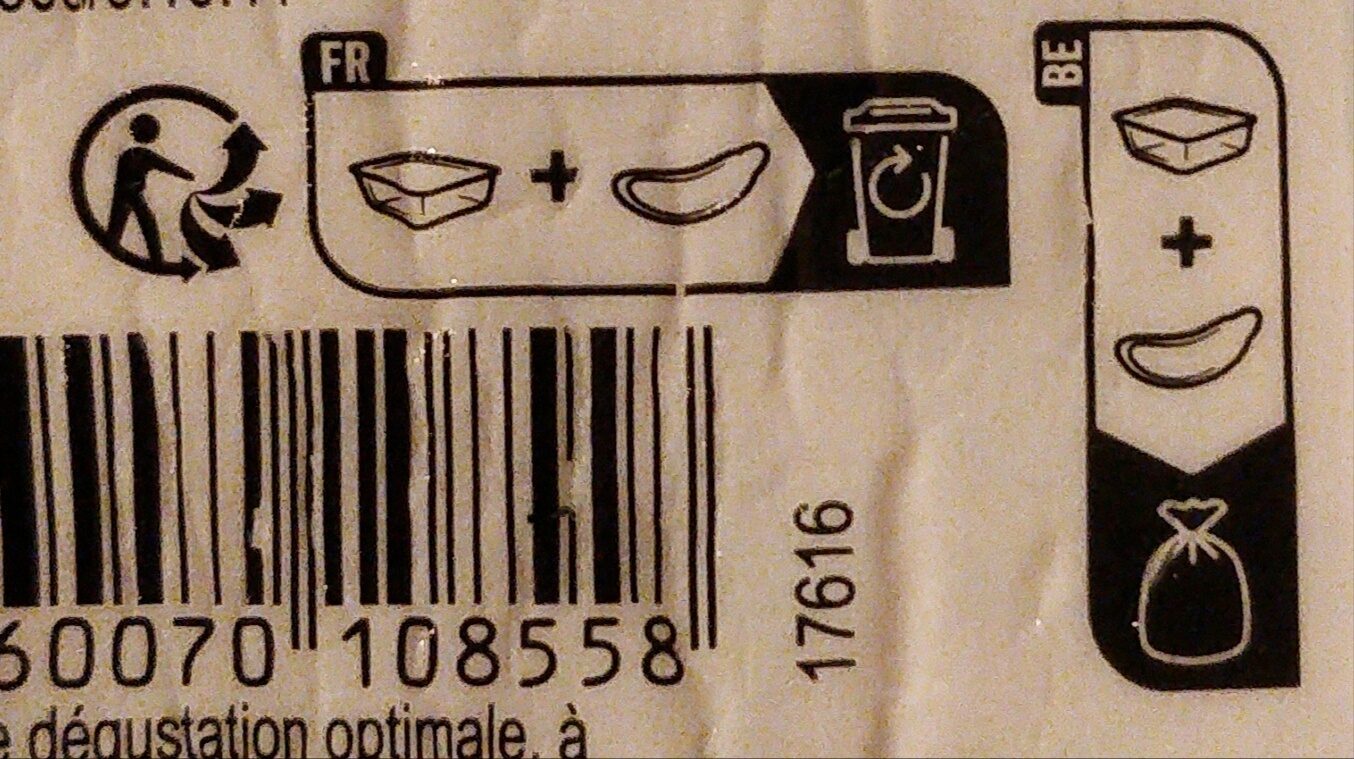 FR
BE
60070 108558
17616
dégustation optimale, à